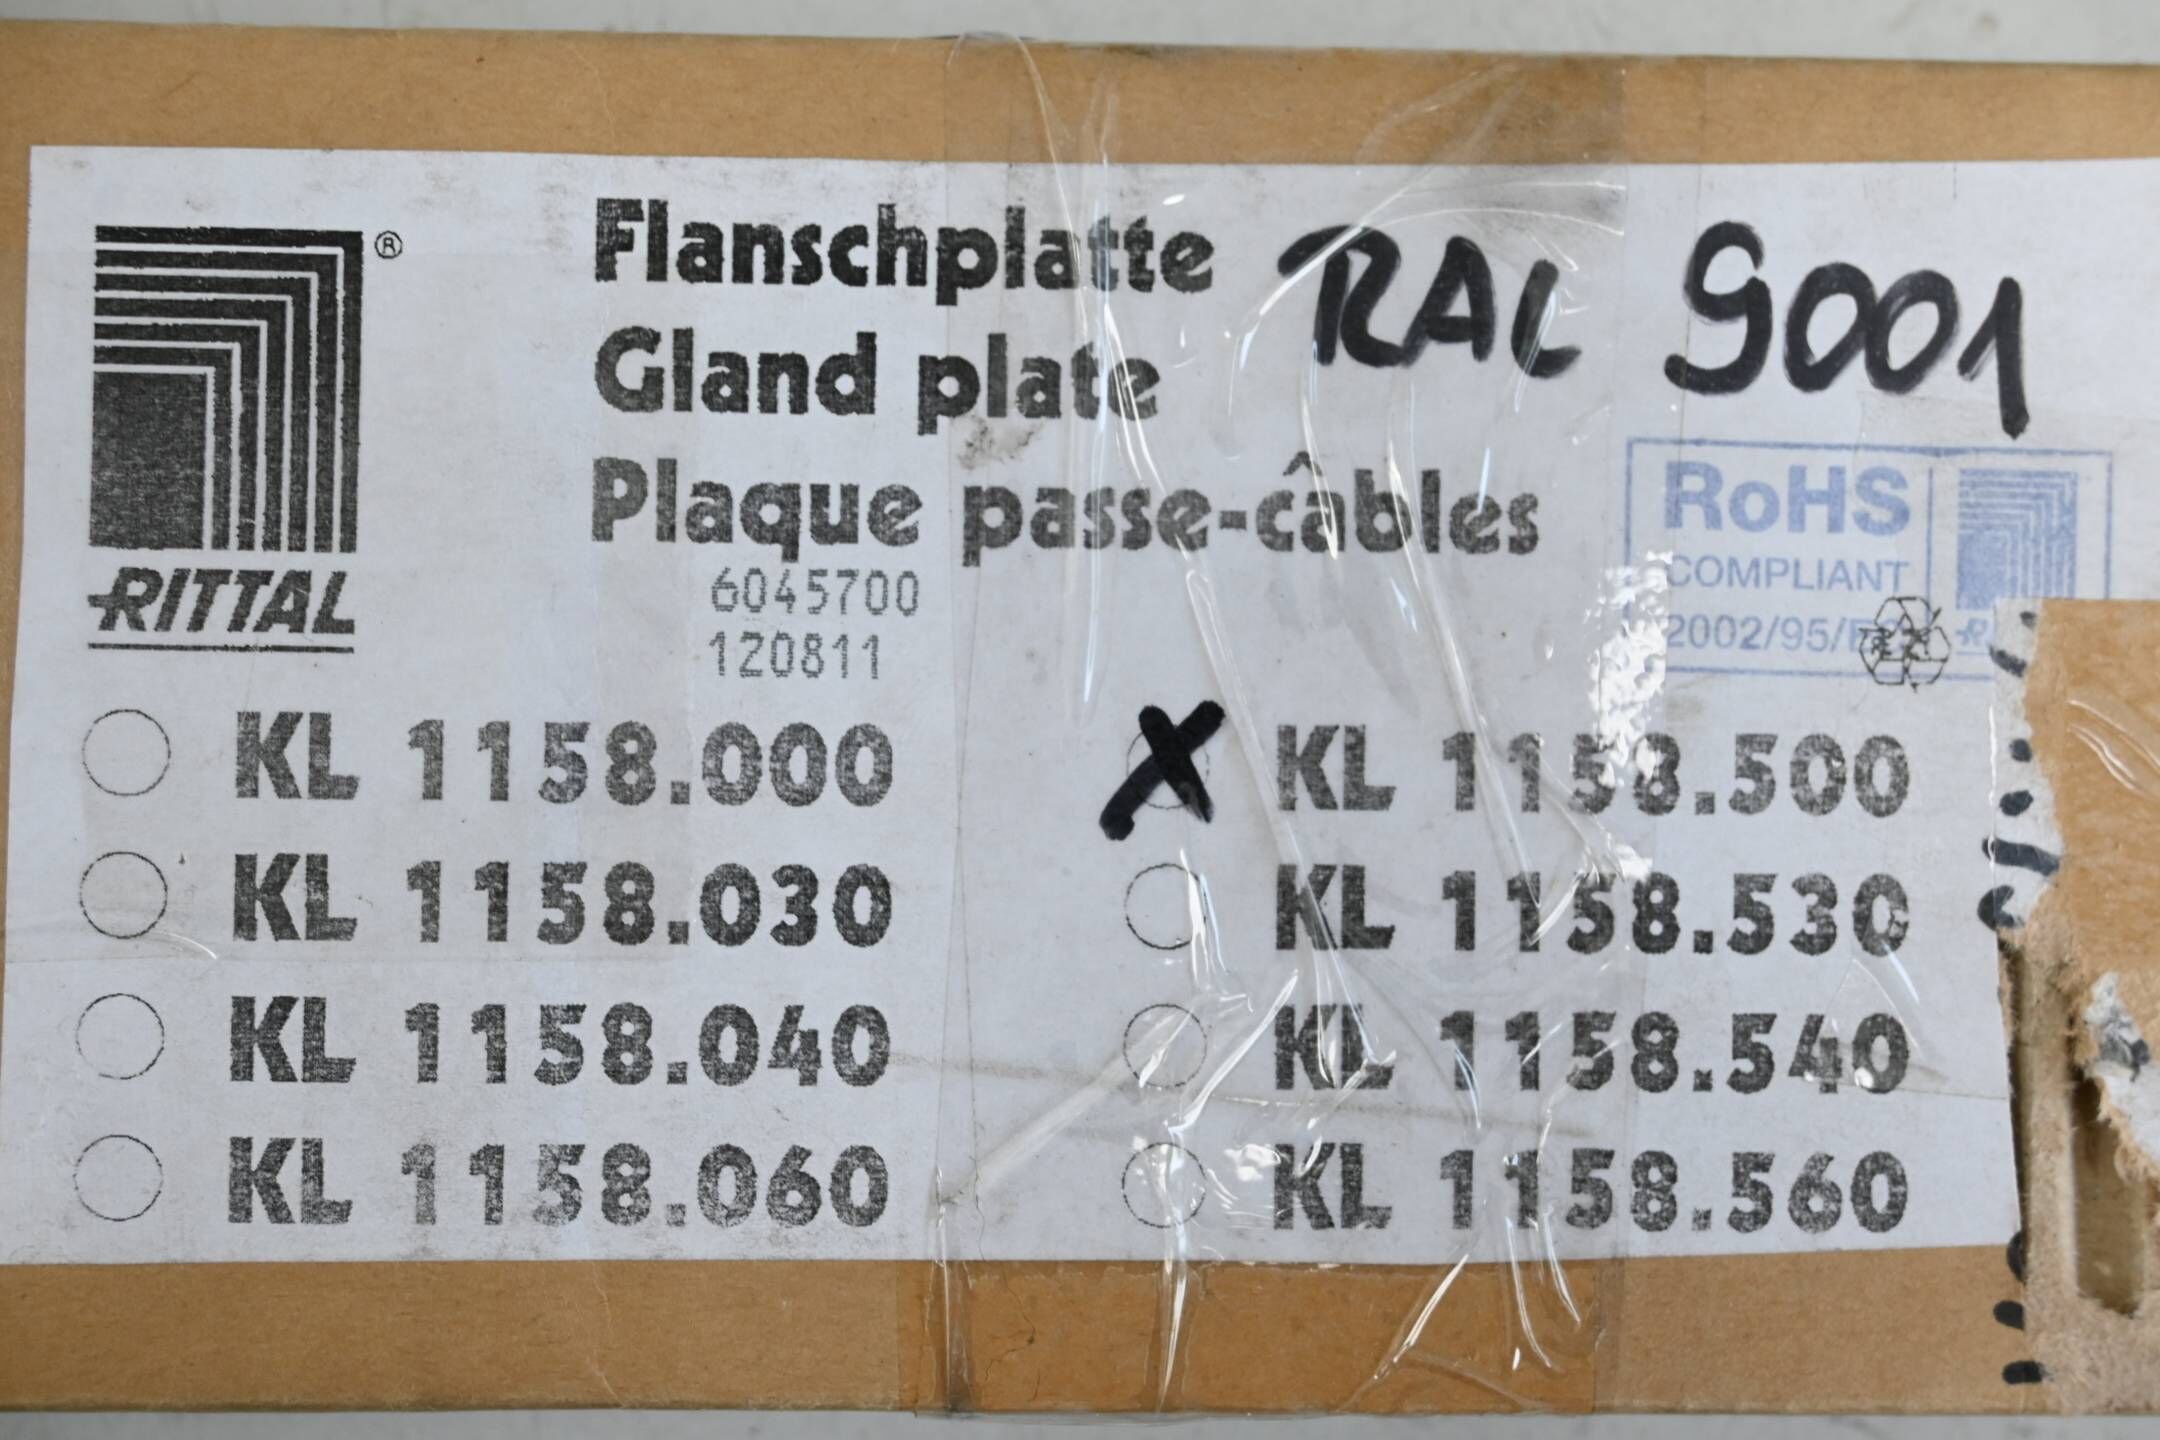 ®
RITTAL
Flanschplatte
Gland plate
Plaque passe-câbles
RAL 9001
6045700
120811
RoHS
COMPLIANT
2002/95/
KL 1158.000
KL 1158.030
KL 1158.040
KL 1158.060
X KL 1158.500
KL 1158.530
KL 1158.540
KL 1158.560